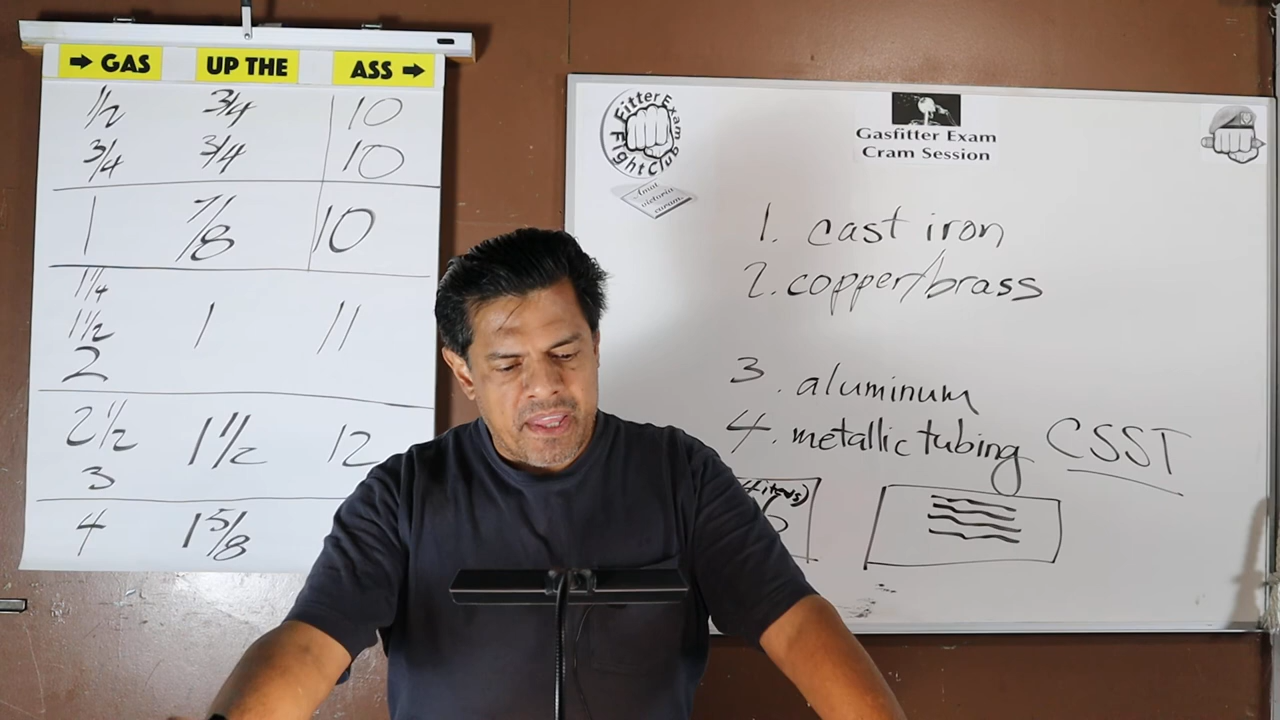 → GAS UP THE ASS →
1/2 3/4 10
3/4 3/4 10
1 7/8 10
1 1/4
1 1/2 1 11
2
2 1/2 1 1/2 12
3
4 1 5/8
Fitter Exam
Fight Club
Amat
victoria
curam.
Gasfitter Exam
Cram Session
1. cast iron
2. copper/brass
3. aluminum
4. metallic tubing CSST